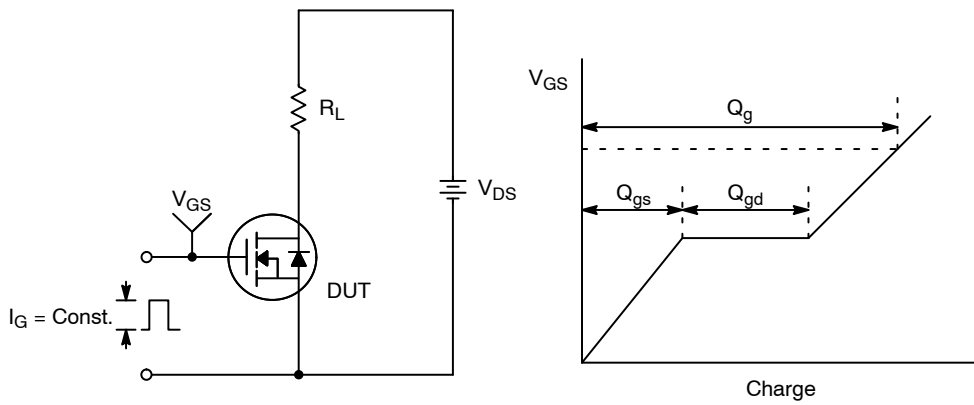 R_L
V_GS
V_DS
DUT
I_G = Const.
V_GS
Q_g
Q_gs
Q_gd
Charge